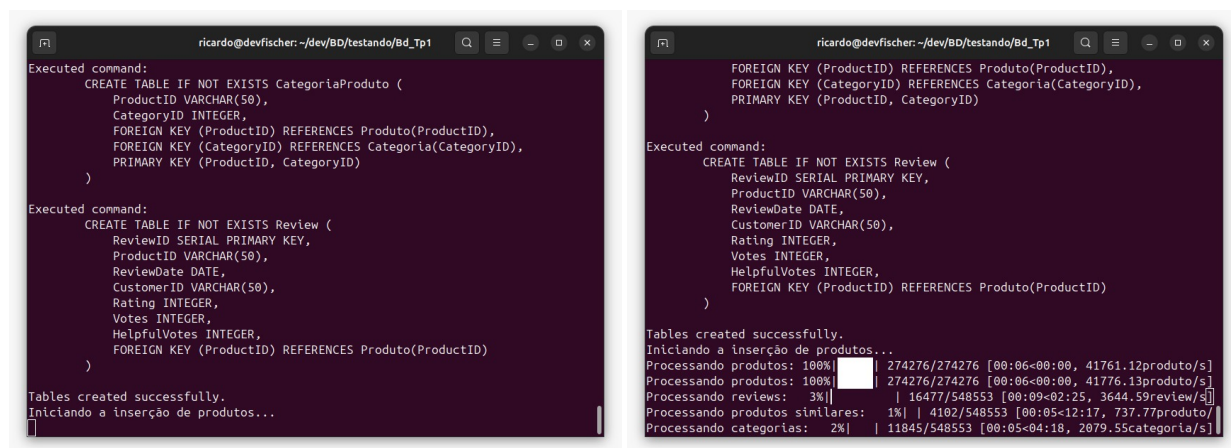 ricardo@devfischer: ~/dev/BD/testando/Bd_Tp1
Executed command:
CREATE TABLE IF NOT EXISTS CategoriaProduto (
ProductID VARCHAR(50),
CategoryID INTEGER,
FOREIGN KEY (ProductID) REFERENCES Produto(ProductID),
FOREIGN KEY (CategoryID) REFERENCES Categoria(CategoryID),
PRIMARY KEY (ProductID, CategoryID)
)
Executed command:
CREATE TABLE IF NOT EXISTS Review (
ReviewID SERIAL PRIMARY KEY,
ProductID VARCHAR(50),
ReviewDate DATE,
CustomerID VARCHAR(50),
Rating INTEGER,
Votes INTEGER,
HelpfulVotes INTEGER,
FOREIGN KEY (ProductID) REFERENCES Produto(ProductID)
)
Tables created successfully.
Iniciando a inserção de produtos...
ricardo@devfischer: ~/dev/BD/testando/Bd_Tp1
FOREIGN KEY (ProductID) REFERENCES Produto(ProductID),
FOREIGN KEY (CategoryID) REFERENCES Categoria(CategoryID),
PRIMARY KEY (ProductID, CategoryID)
)
Executed command:
CREATE TABLE IF NOT EXISTS Review (
ReviewID SERIAL PRIMARY KEY,
ProductID VARCHAR(50),
ReviewDate DATE,
CustomerID VARCHAR(50),
Rating INTEGER,
Votes INTEGER,
HelpfulVotes INTEGER,
FOREIGN KEY (ProductID) REFERENCES Produto(ProductID)
)
Tables created successfully.
Iniciando a inserção de produtos...
Processando produtos: 100%| | 274276/274276 [00:06<00:00, 41761.12produto/s]
Processando produtos: 100%| | 274276/274276 [00:06<00:00, 41776.13produto/s]
Processando reviews: 3%| | 16477/548553 [00:09<02:25, 3644.59review/s]
Processando produtos similares: 1%| | 4102/548553 [00:05<12:17, 737.77produto/
Processando categorias: 2%| | 11845/548553 [00:05<04:18, 2079.55categoria/s]